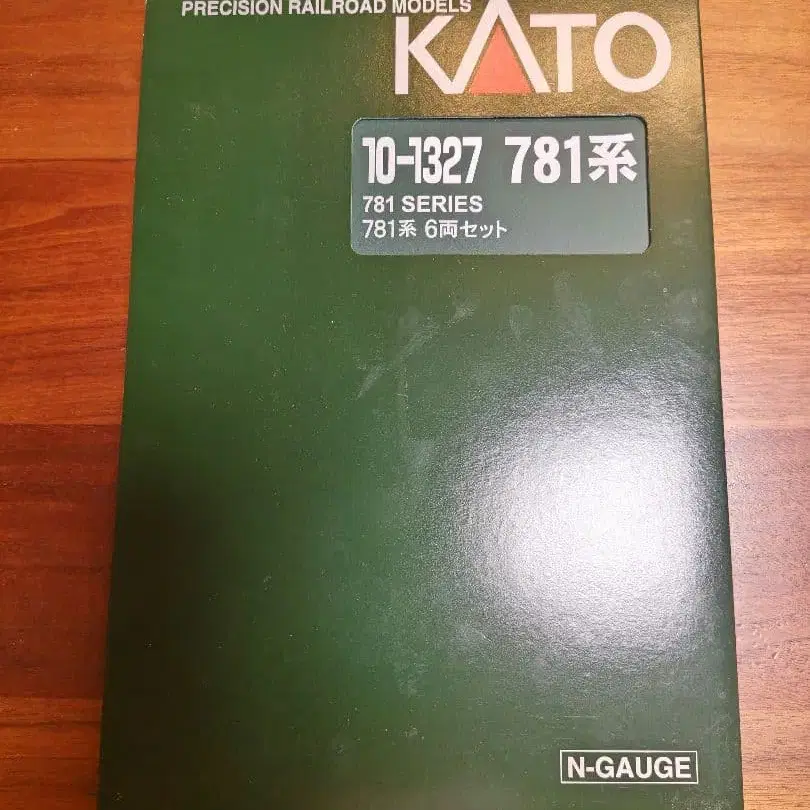 PRECISION RAILROAD MODELS
KATO
10-1327 781系
781 SERIES
781系 6両セット
N-GAUGE